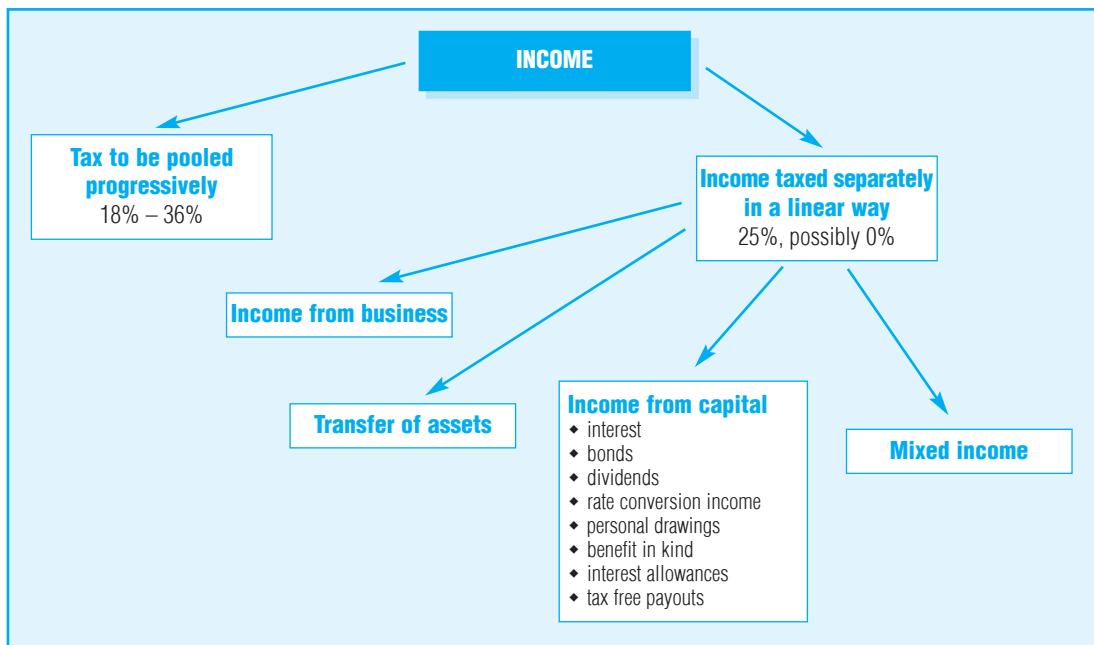 INCOME
Tax to be pooled
progressively
18% – 36%
Income taxed separately
in a linear way
25%, possibly 0%
Income from business
Transfer of assets
Income from capital
◆ interest
◆ bonds
◆ dividends
◆ rate conversion income
◆ personal drawings
◆ benefit in kind
◆ interest allowances
◆ tax free payouts
Mixed income